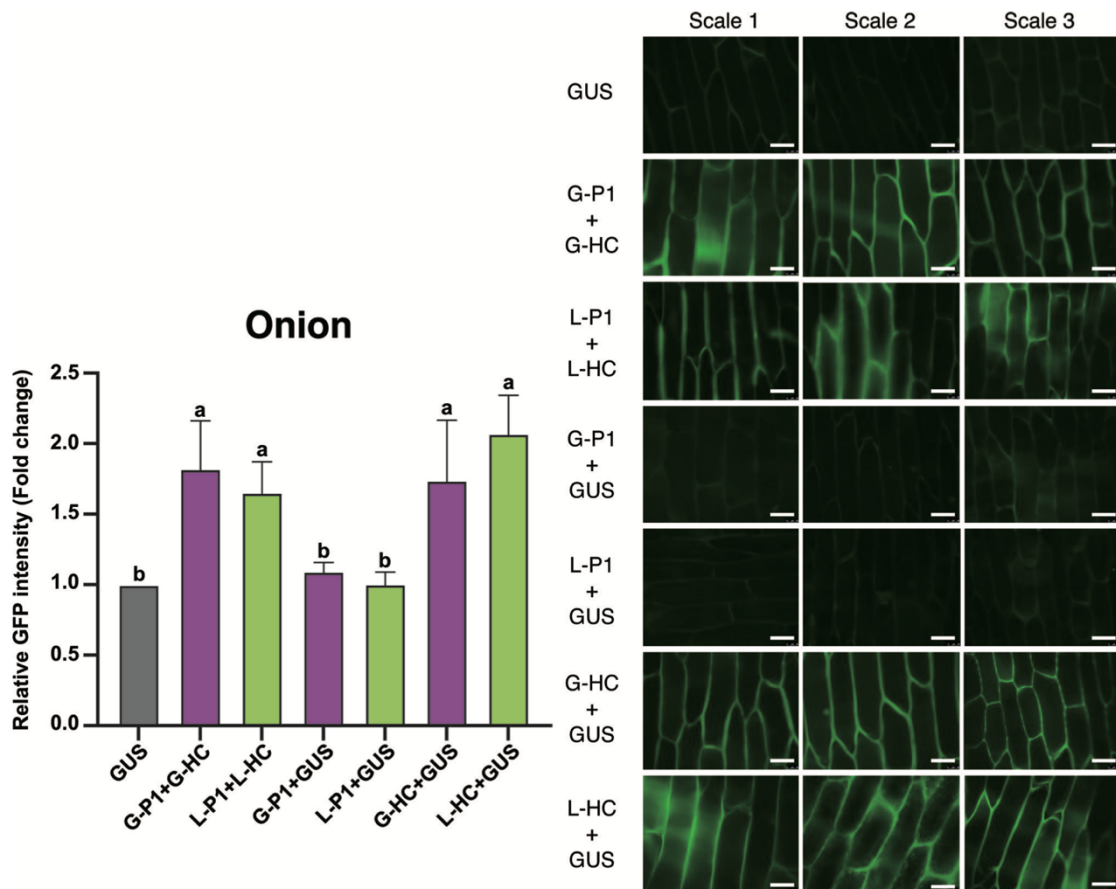 Onion
Relative GFP intensity (Fold change)
2.5
2.0
1.5
1.0
0.5
0.0
b
a
a
b
b
a
a
GUS
G-P1+G-HC
L-P1+L-HC
G-P1+GUS
L-P1+GUS
G-HC+GUS
L-HC+GUS
Scale 1 Scale 2 Scale 3
GUS
G-P1
+
G-HC
L-P1
+
L-HC
G-P1
+
GUS
L-P1
+
GUS
G-HC
+
GUS
L-HC
+
GUS